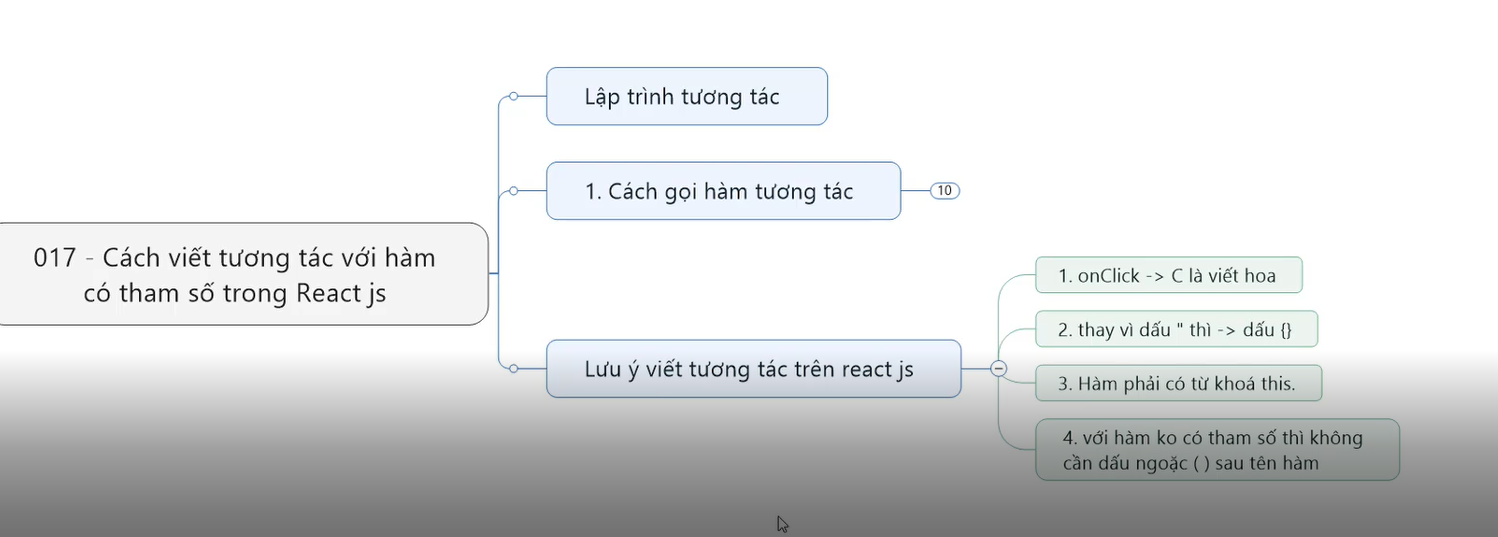 Lập trình tương tác
1. Cách gọi hàm tương tác
10
017 - Cách viết tương tác với hàm
có tham số trong React js
1. onClick -> C là viết hoa
2. thay vì dấu " thì -> dấu {}
Lưu ý viết tương tác trên react js
3. Hàm phải có từ khoá this.
4. với hàm ko có tham số thì không
cần dấu ngoặc ( ) sau tên hàm